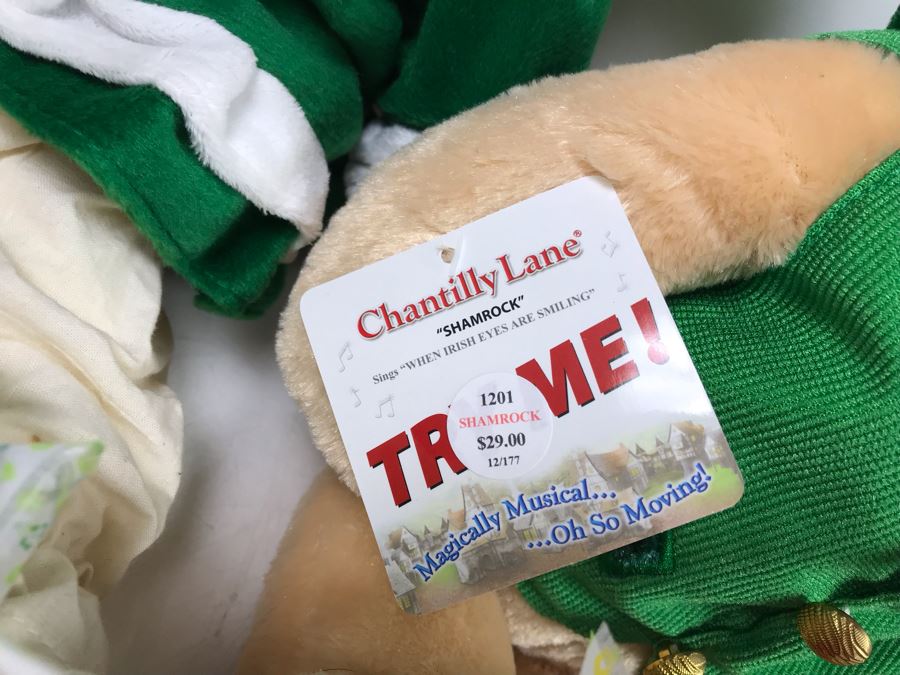 Chantilly Lane®
"SHAMROCK"
Sings "WHEN IRISH EYES ARE SMILING"
TR ME!
1201
SHAMROCK
$29.00
12/177
Magically Musical...
...Oh So Moving!